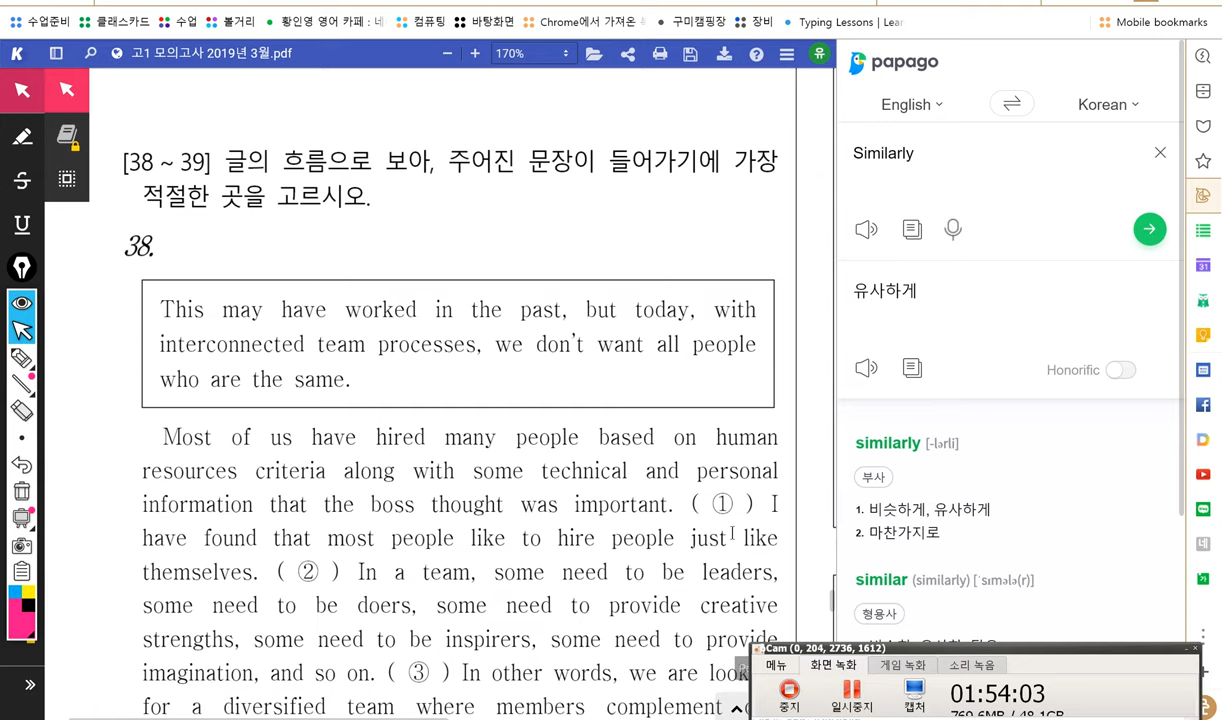 수업준비 클래스카드 수업 볼거리 황인영 영어 카페 : 네 컴퓨팅 바탕화면 Chrome에서 가져온 구미캠핑장 장비 Typing Lessons | Lear Mobile bookmarks
고1 모의고사 2019년 3월.pdf 170% 유
[38 ~ 39] 글의 흐름으로 보아, 주어진 문장이 들어가기에 가장
적절한 곳을 고르시오.
38.
This may have worked in the past, but today, with
interconnected team processes, we don't want all people
who are the same.
Most of us have hired many people based on human
resources criteria along with some technical and personal
information that the boss thought was important. ( ① ) I
have found that most people like to hire people just like
themselves. ( ② ) In a team, some need to be leaders,
some need to be doers, some need to provide creative
strengths, some need to be inspirers, some need to provide
imagination, and so on. ( ③ ) In other words, we are look
for a diversified team where members complement
papago
English Korean
Similarly
유사하게
Honorific
similarly [-lərli]
부사
1. 비슷하게, 유사하게
2. 마찬가지로
similar (similarly) [ˈsɪmələ(r)]
형용사
oCam (0, 204, 2736, 1612)
메뉴 화면 녹화 게임 녹화 소리 녹음
중지 일시중지 캡처 01:54:03
769.6MB / 48.1GB